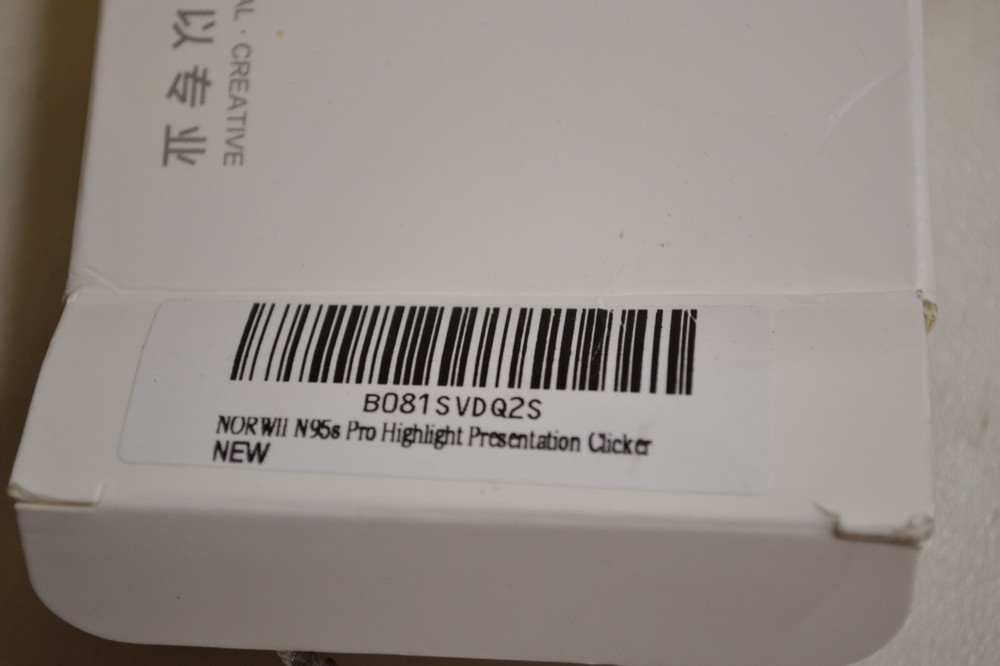 以专业
· CREATIVE
B081SVDQ2S
NORWII N95s Pro Highlight Presentation Clicker
NEW